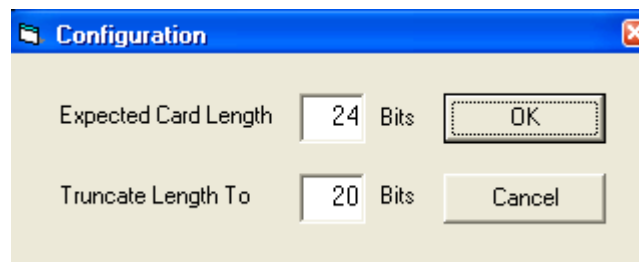 Configuration
Expected Card Length 24 Bits OK
Truncate Length To 20 Bits Cancel